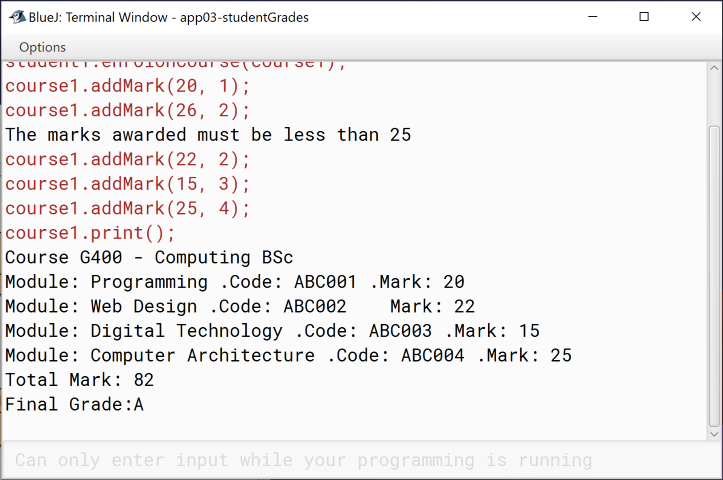 BlueJ: Terminal Window - app03-studentGrades
Options
student1.enrolonCourse(course1);
course1.addMark(20, 1);
course1.addMark(26, 2);
The marks awarded must be less than 25
course1.addMark(22, 2);
course1.addMark(15, 3);
course1.addMark(25, 4);
course1.print();
Course G400 - Computing BSc
Module: Programming .Code: ABC001 .Mark: 20
Module: Web Design .Code: ABC002    Mark: 22
Module: Digital Technology .Code: ABC003 .Mark: 15
Module: Computer Architecture .Code: ABC004 .Mark: 25
Total Mark: 82
Final Grade:A
Can only enter input while your programming is running